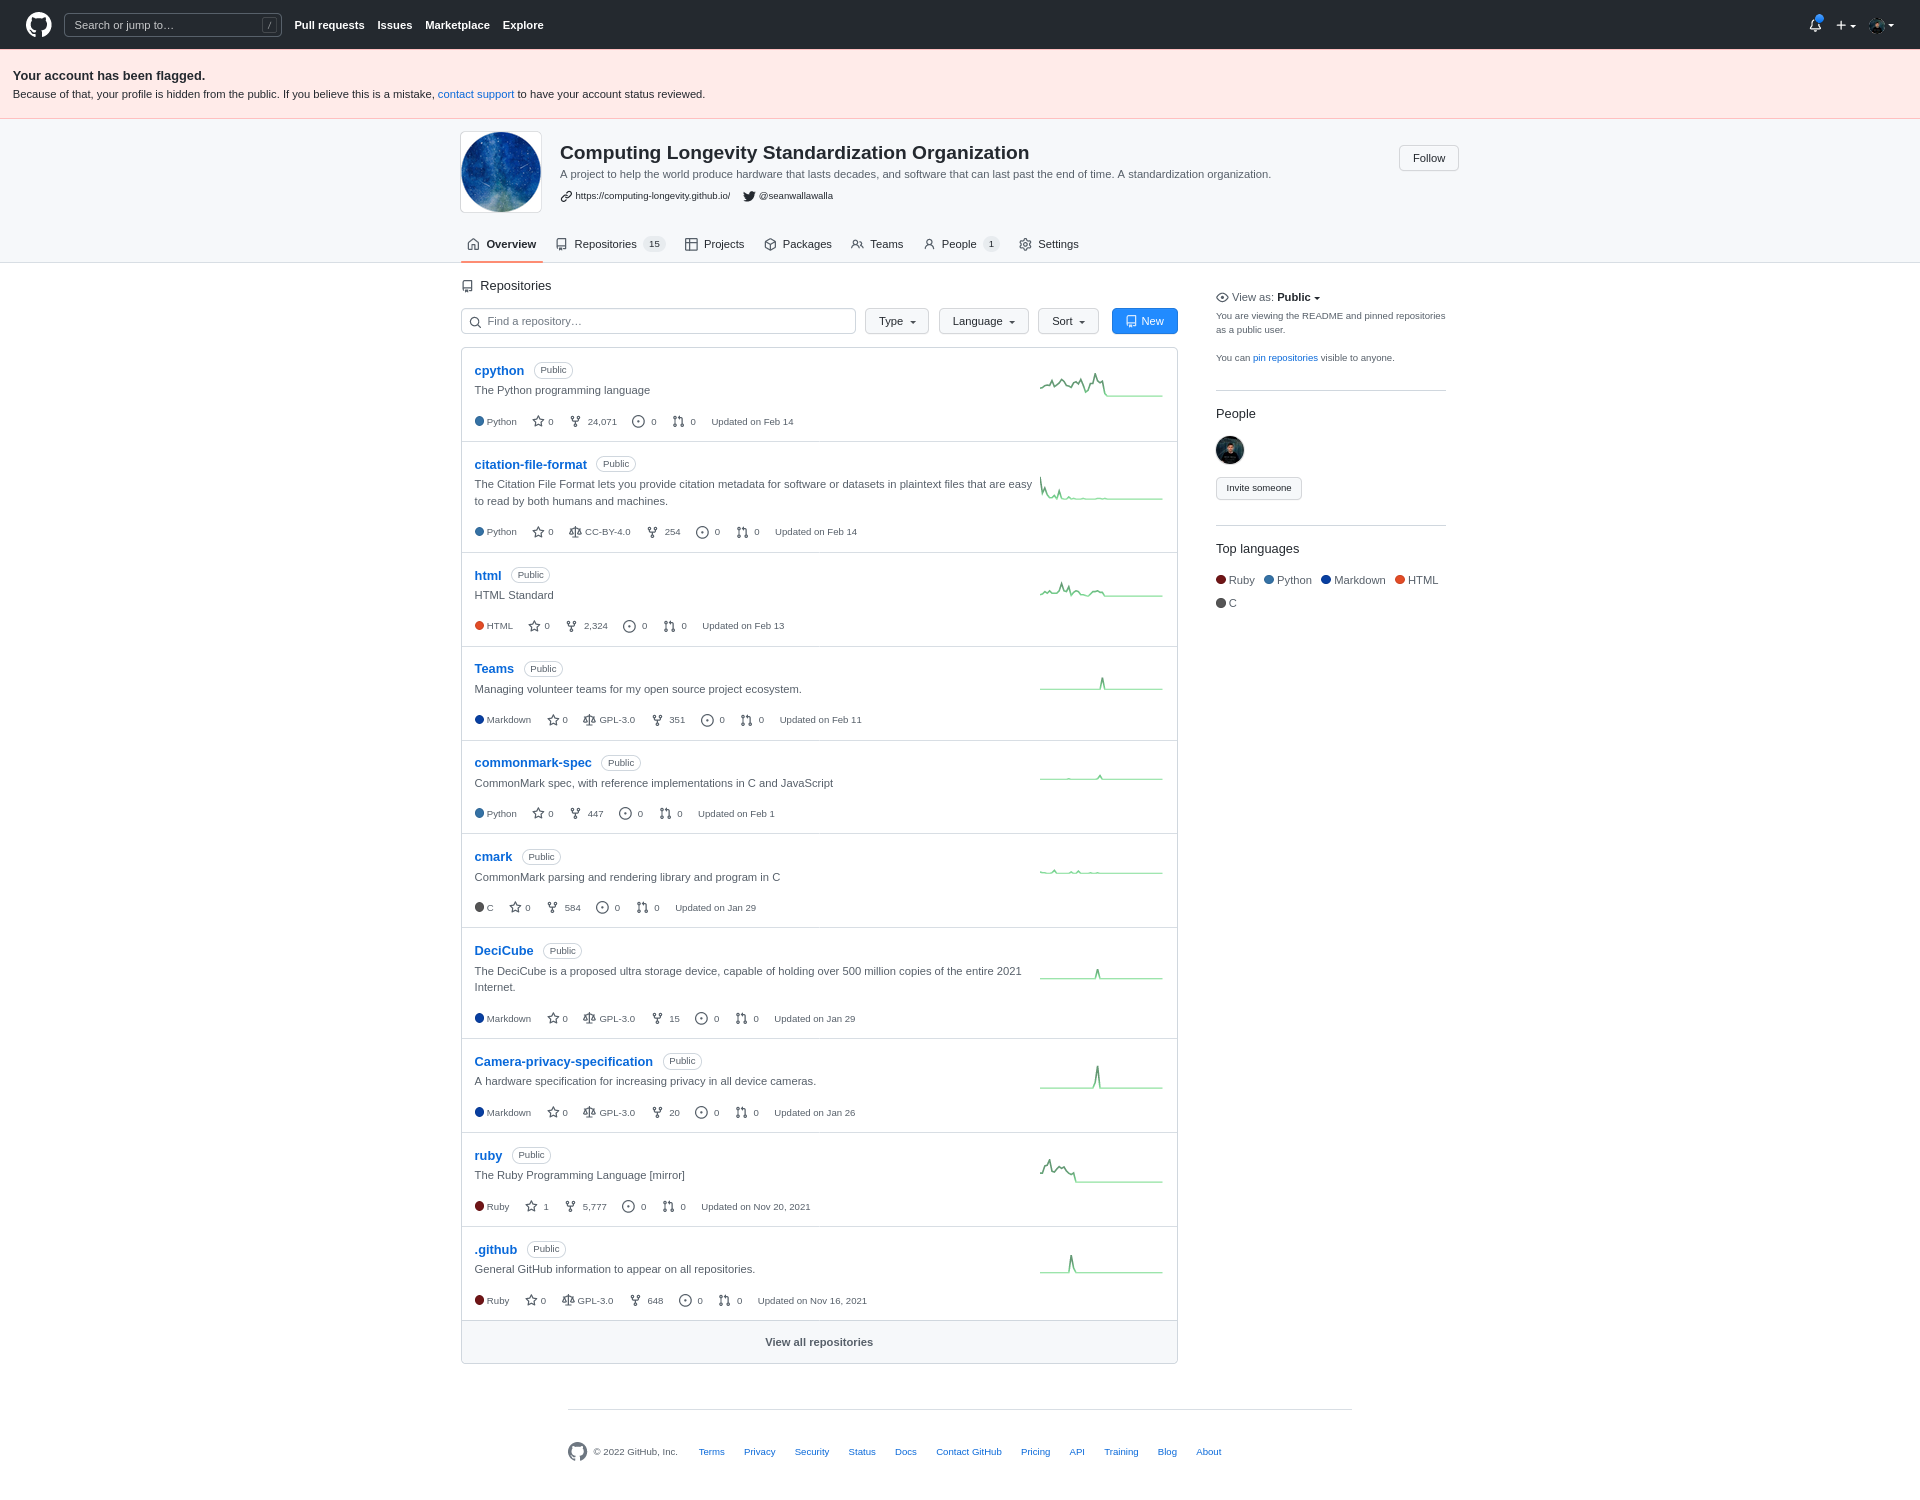 Search or jump to… /
Pull requests Issues Marketplace Explore
Your account has been flagged.
Because of that, your profile is hidden from the public. If you believe this is a mistake, contact support to have your account status reviewed.
Computing Longevity Standardization Organization
A project to help the world produce hardware that lasts decades, and software that can last past the end of time. A standardization organization.
https://computing-longevity.github.io/ @seanwallawalla
Follow
Overview Repositories 15 Projects Packages Teams People 1 Settings
Repositories
Find a repository… Type Language Sort New
cpython Public
The Python programming language
Python 0 24,071 0 0 Updated on Feb 14
citation-file-format Public
The Citation File Format lets you provide citation metadata for software or datasets in plaintext files that are easy
to read by both humans and machines.
Python 0 CC-BY-4.0 254 0 0 Updated on Feb 14
html Public
HTML Standard
HTML 0 2,324 0 0 Updated on Feb 13
Teams Public
Managing volunteer teams for my open source project ecosystem.
Markdown 0 GPL-3.0 351 0 0 Updated on Feb 11
commonmark-spec Public
CommonMark spec, with reference implementations in C and JavaScript
Python 0 447 0 0 Updated on Feb 1
cmark Public
CommonMark parsing and rendering library and program in C
C 0 584 0 0 Updated on Jan 29
DeciCube Public
The DeciCube is a proposed ultra storage device, capable of holding over 500 million copies of the entire 2021
Internet.
Markdown 0 GPL-3.0 15 0 0 Updated on Jan 29
Camera-privacy-specification Public
A hardware specification for increasing privacy in all device cameras.
Markdown 0 GPL-3.0 20 0 0 Updated on Jan 26
ruby Public
The Ruby Programming Language [mirror]
Ruby 1 5,777 0 0 Updated on Nov 20, 2021
.github Public
General GitHub information to appear on all repositories.
Ruby 0 GPL-3.0 648 0 0 Updated on Nov 16, 2021
View all repositories
View as: Public
You are viewing the README and pinned repositories
as a public user.
You can pin repositories visible to anyone.
People
Invite someone
Top languages
Ruby Python Markdown HTML
C
© 2022 GitHub, Inc. Terms Privacy Security Status Docs Contact GitHub Pricing API Training Blog About